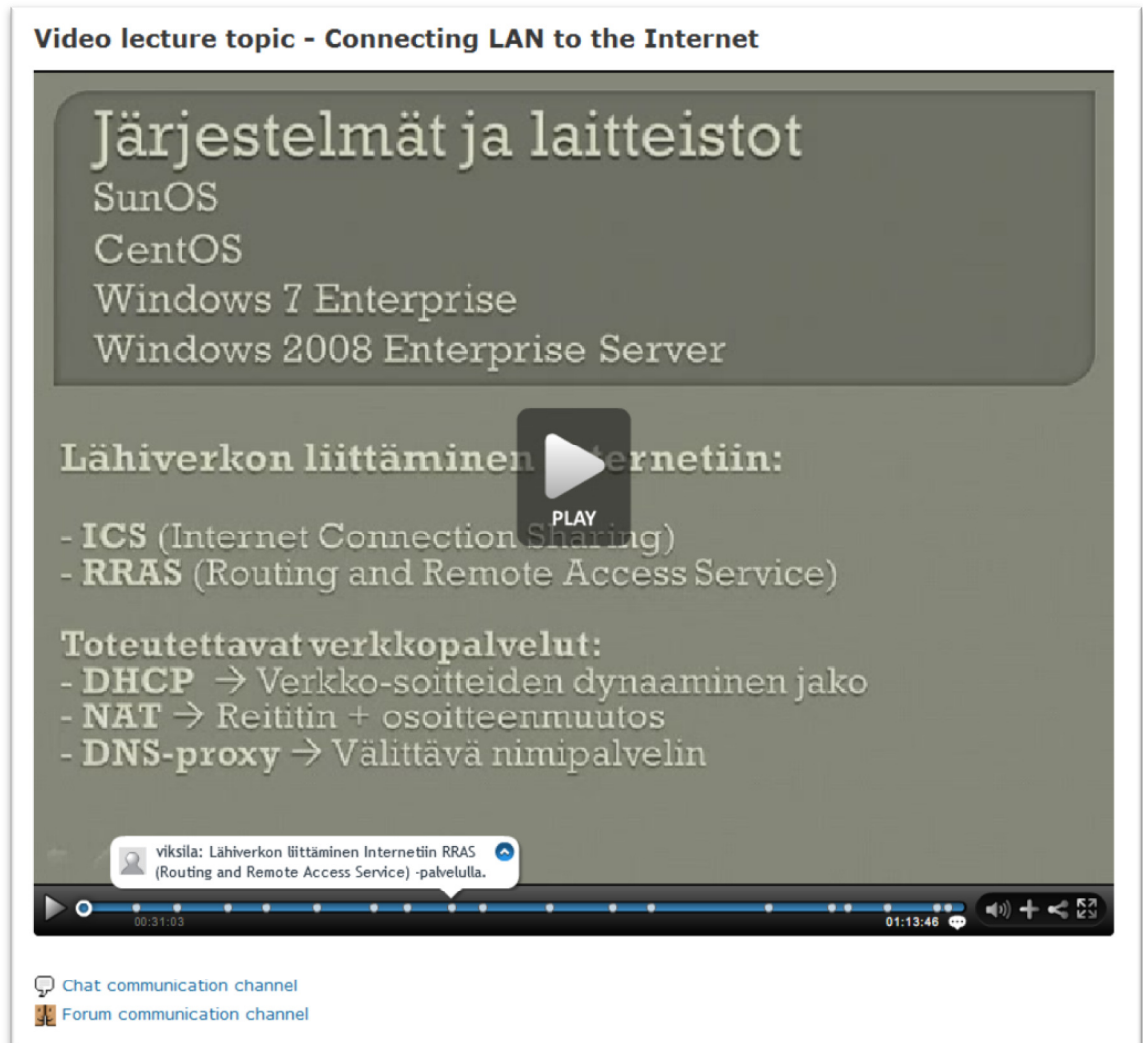 Video lecture topic - Connecting LAN to the Internet
Järjestelmät ja laitteistot
SunOS
CentOS
Windows 7 Enterprise
Windows 2008 Enterprise Server
Lähiverkon liittäminen Internetiin:
PLAY
- ICS (Internet Connection Sharing)
- RRAS (Routing and Remote Access Service)
Toteutettavat verkkopalvelut:
- DHCP → Verkko-soitteiden dynaaminen jako
- NAT → Reititin + osoitteenmuutos
- DNS-proxy → Välittävä nimipalvelin
viksila: Lähiverkon liittäminen Internetiin RRAS
(Routing and Remote Access Service) -palvelulla.
00:31:03 01:13:46
Chat communication channel
Forum communication channel